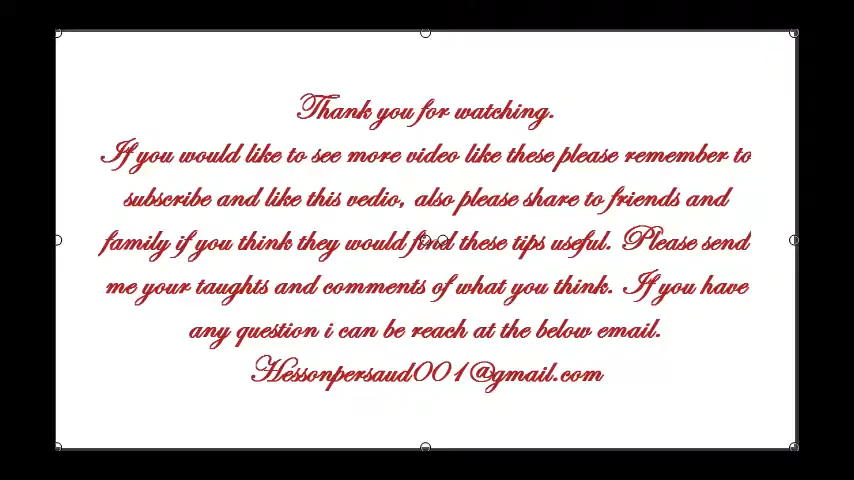 Thank you for watching.
If you would like to see more video like these please remember to
subscribe and like this vedio, also please share to friends and
family if you think they would find these tips useful. Please send
me your taughts and comments of what you think. If you have
any question i can be reach at the below email.
Hessonpersaud001@gmail.com